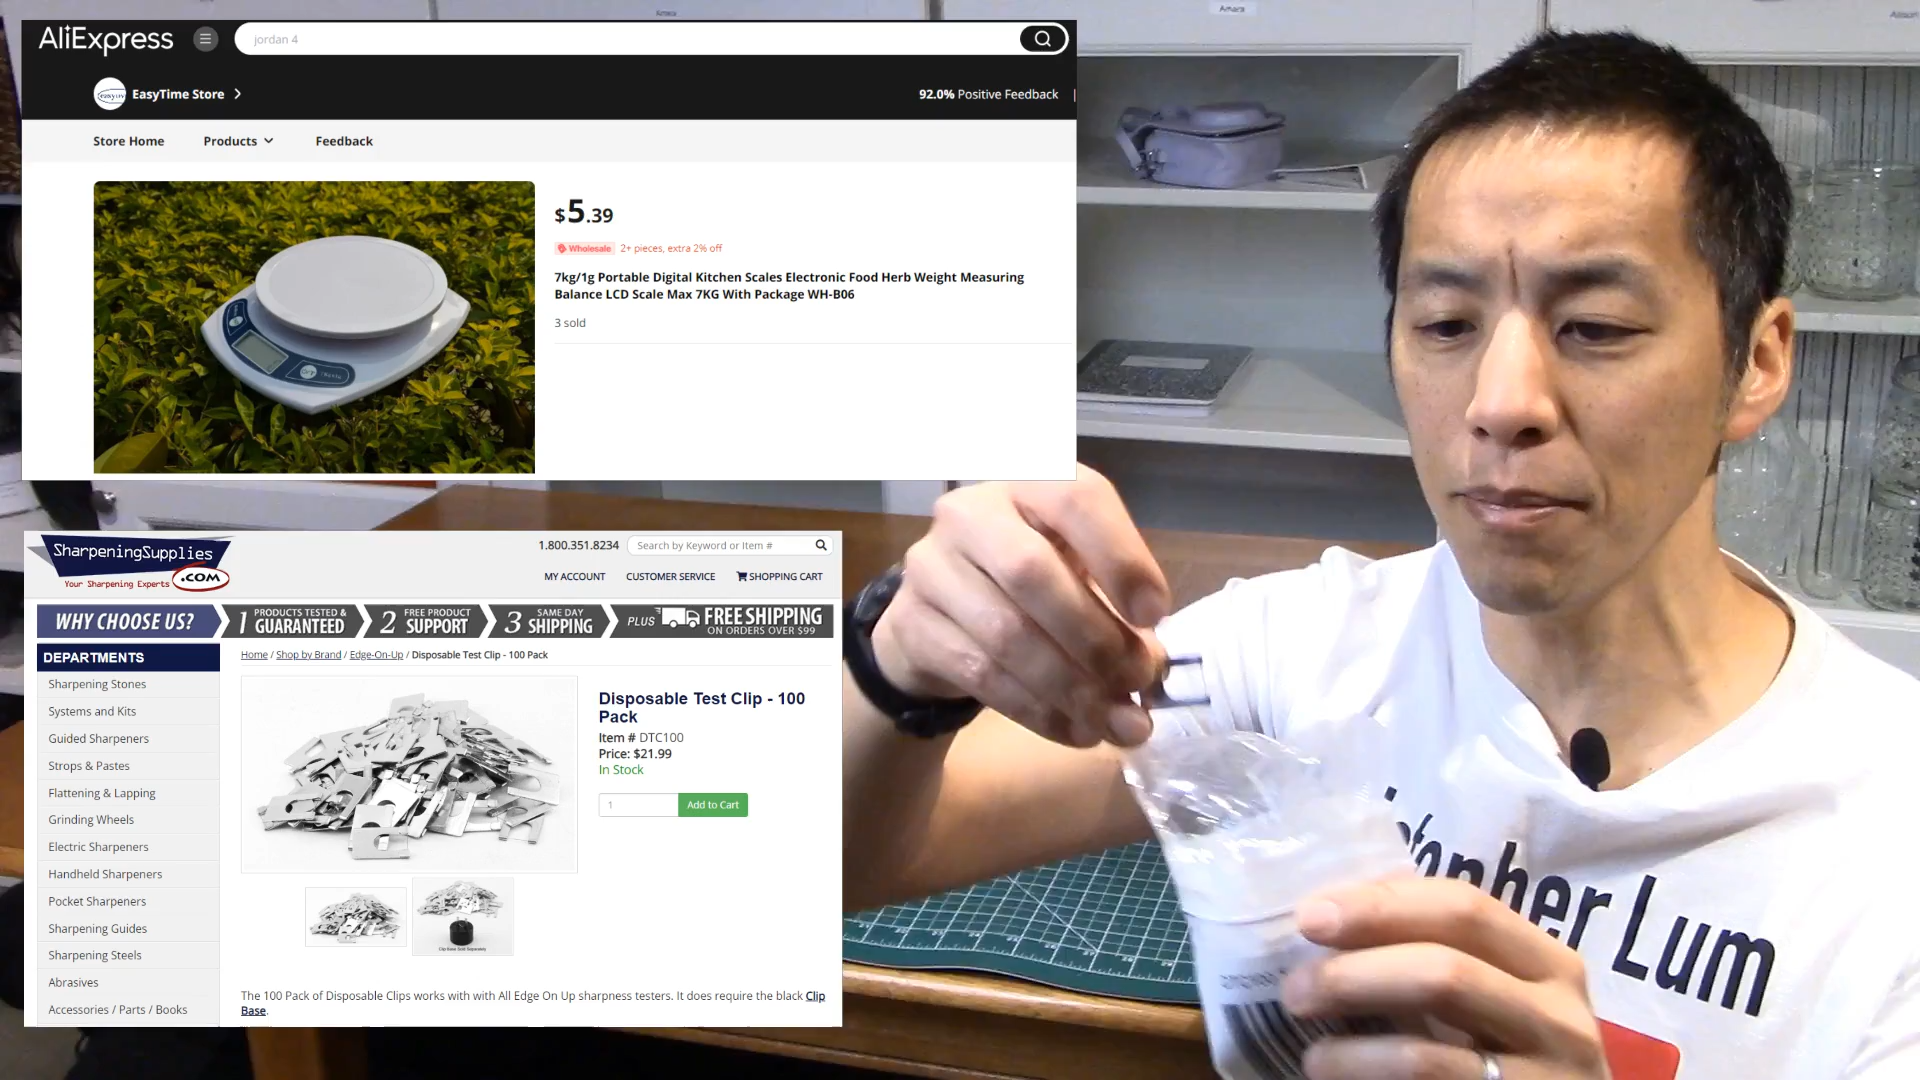 AliExpress
jordan 4
EasyTime Store
92.0% Positive Feedback
Store Home
Products
Feedback
$5.39
Wholesale 2+ pieces, extra 2% off
7kg/1g Portable Digital Kitchen Scales Electronic Food Herb Weight Measuring
Balance LCD Scale Max 7KG With Package WH-B06
3 sold
SharpeningSupplies
.COM
Your Sharpening Experts
1.800.351.8234
Search by Keyword or Item #
MY ACCOUNT
CUSTOMER SERVICE
SHOPPING CART
WHY CHOOSE US?
1 PRODUCTS TESTED & GUARANTEED
2 FREE PRODUCT SUPPORT
3 SAME DAY SHIPPING
PLUS FREE SHIPPING
ON ORDERS OVER $99
DEPARTMENTS
Sharpening Stones
Systems and Kits
Guided Sharpeners
Strops & Pastes
Flattening & Lapping
Grinding Wheels
Electric Sharpeners
Handheld Sharpeners
Pocket Sharpeners
Sharpening Guides
Sharpening Steels
Abrasives
Accessories / Parts / Books
Home / Shop by Brand / Edge-On-Up / Disposable Test Clip - 100 Pack
Disposable Test Clip - 100
Pack
Item # DTC100
Price: $21.99
In Stock
1
Add to Cart
Clip Base Sold Separately
The 100 Pack of Disposable Clips works with with All Edge On Up sharpness testers. It does require the black Clip
Base.
Lum